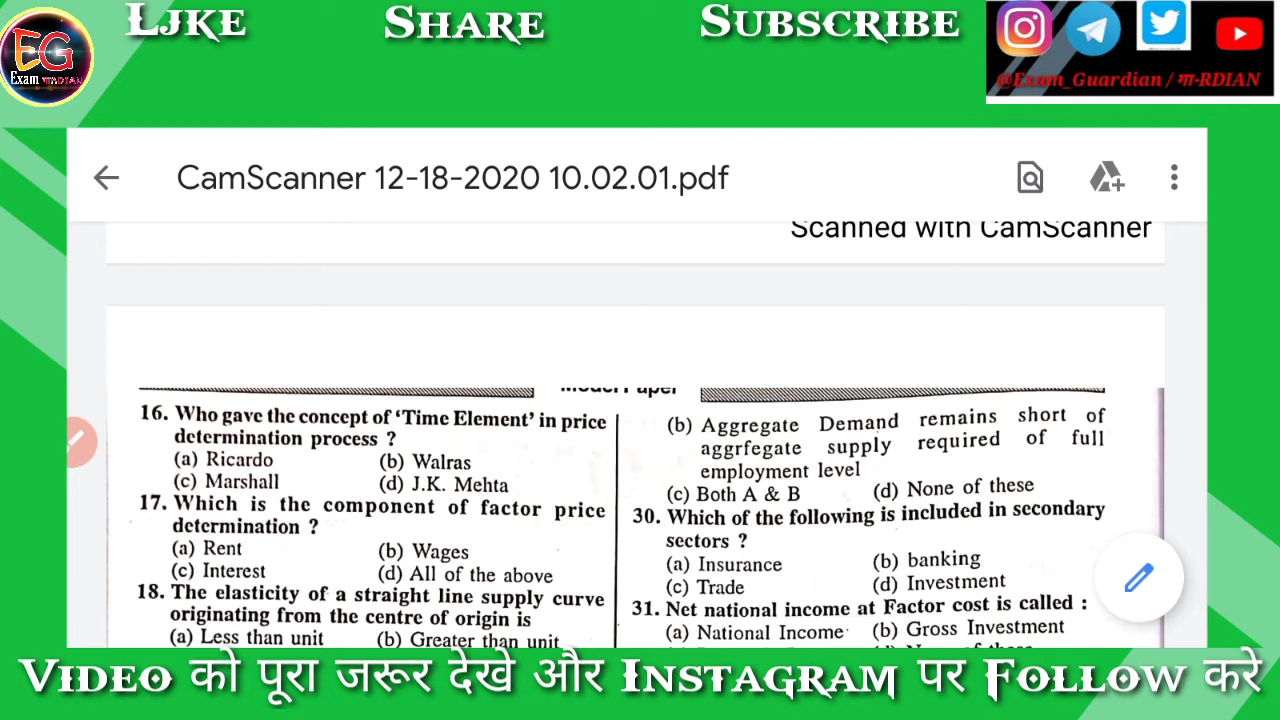 LIKE
SHARE
SUBSCRIBE
EG
Exam गार्DIAN
@Exam_Guardian / गा-RDIAN
CamScanner 12-18-2020 10.02.01.pdf
Scanned with CamScanner
Model Paper
16. Who gave the concept of ‘Time Element’ in price
determination process ?
(a) Ricardo (b) Walras
(c) Marshall (d) J.K. Mehta
17. Which is the component of factor price
determination ?
(a) Rent (b) Wages
(c) Interest (d) All of the above
18. The elasticity of a straight line supply curve
originating from the centre of origin is
(a) Less than unit (b) Greater than unit
(b) Aggregate Demand remains short of
aggrfegate supply required of full
employment level
(c) Both A & B (d) None of these
30. Which of the following is included in secondary
sectors ?
(a) Insurance (b) banking
(c) Trade (d) Investment
31. Net national income at Factor cost is called :
(a) National Income (b) Gross Investment
VIDEO को पूरा जरूर देखे और INSTAGRAM पर FOLLOW करे